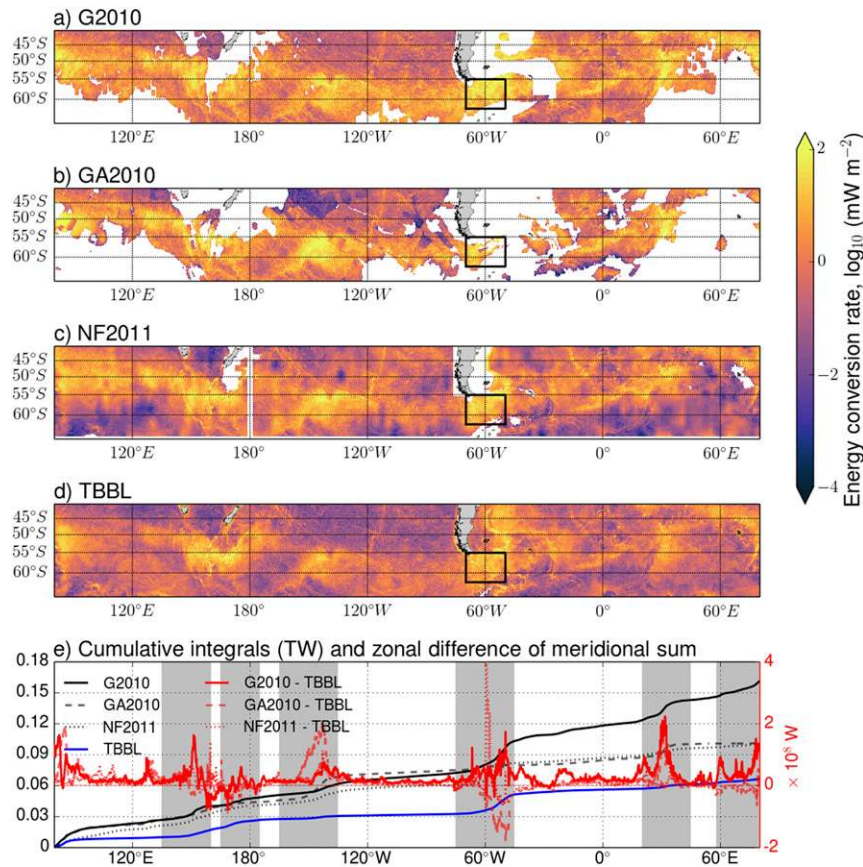 a) G2010
45°S
50°S
55°S
60°S
120°E 180° 120°W 60°W 0° 60°E
b) GA2010
45°S
50°S
55°S
60°S
120°E 180° 120°W 60°W 0° 60°E
c) NF2011
45°S
50°S
55°S
60°S
120°E 180° 120°W 60°W 0° 60°E
d) TBBL
45°S
50°S
55°S
60°S
120°E 180° 120°W 60°W 0° 60°E
2
0
−2
−4
Energy conversion rate, log₁₀ (mW m⁻²)
e) Cumulative integrals (TW) and zonal difference of meridional sum
0.18
0.15
0.12
0.09
0.06
0.03
0
G2010
GA2010
NF2011
TBBL
G2010 - TBBL
GA2010 - TBBL
NF2011 - TBBL
4
2
0
-2
× 10⁸ W
120°E 180° 120°W 60°W 0° 60°E